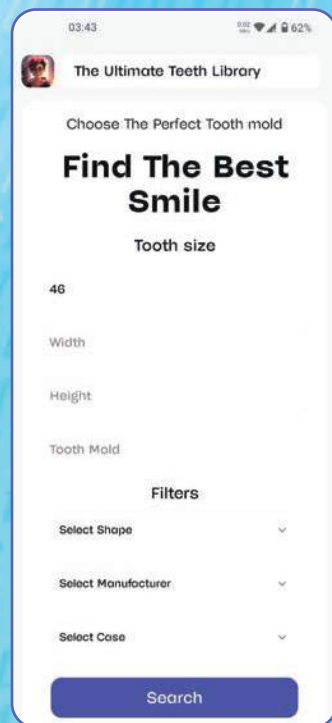 03:43
62%
The Ultimate Teeth Library
Choose The Perfect Tooth mold
Find The Best
Smile
Tooth size
46
Width
Height
Tooth Mold
Filters
Select Shape
Select Manufacturer
Select Case
Search